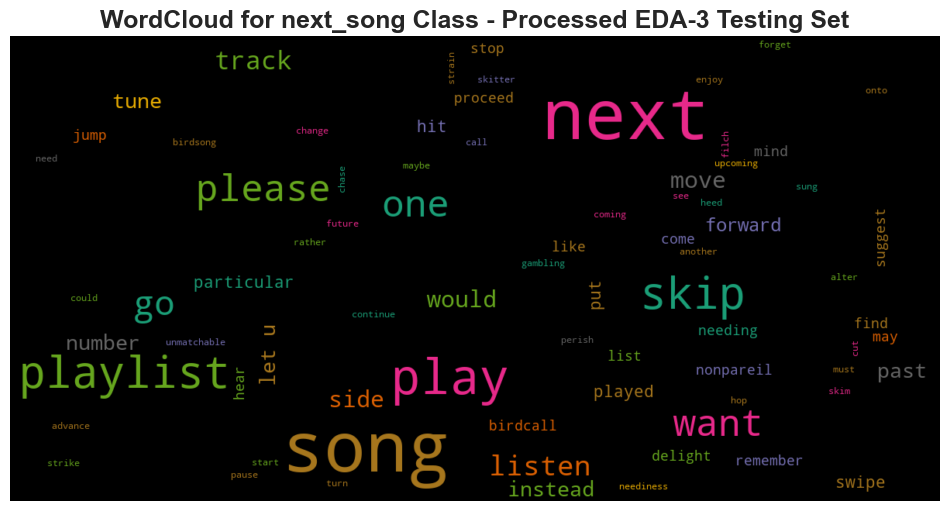 WordCloud for next_song Class - Processed EDA-3 Testing Set
forget
stop
track
strain
skitter
enjoy
onto
tune
proceed
next
hit
jump
change
birdsong
call
filch
mind
need
upcoming
maybe
chase
move
sung
please
one
see
heed
coming
future
forward
suggest
rather
like
come
another
gambling
alter
particular
skip
could
go
would
put
continue
find
needing
may
number
unmatchable
let u
perish
list
cut
playlist
hear
play
nonpareil
must
past
side
played
skim
hop
want
advance
song
birdcall
listen
delight
remember
strike
start
pause
turn
instead
neediness
swipe